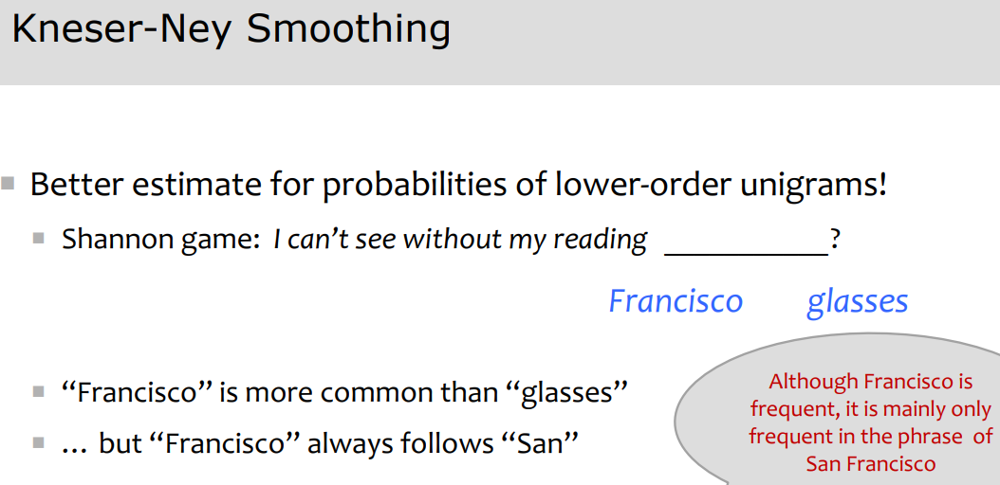 Kneser-Ney Smoothing
Better estimate for probabilities of lower-order unigrams!
Shannon game: I can’t see without my reading ___________?
Francisco glasses
“Francisco” is more common than “glasses”
… but “Francisco” always follows “San”
Although Francisco is
frequent, it is mainly only
frequent in the phrase of
San Francisco